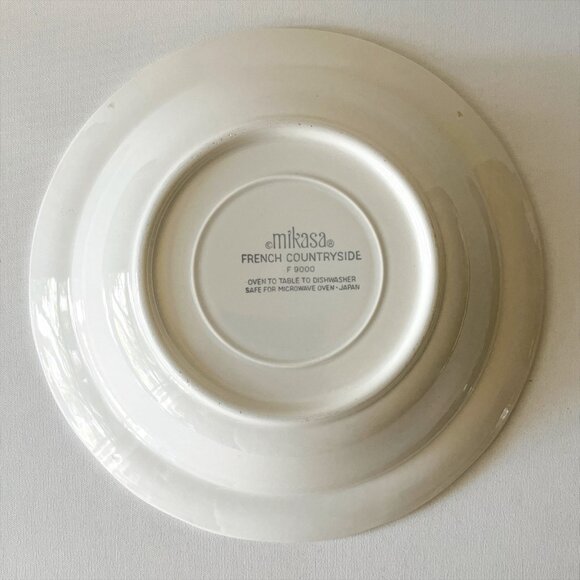 ©mikasa®
FRENCH COUNTRYSIDE
F 9000
OVEN TO TABLE TO DISHWASHER
SAFE FOR MICROWAVE OVEN-JAPAN